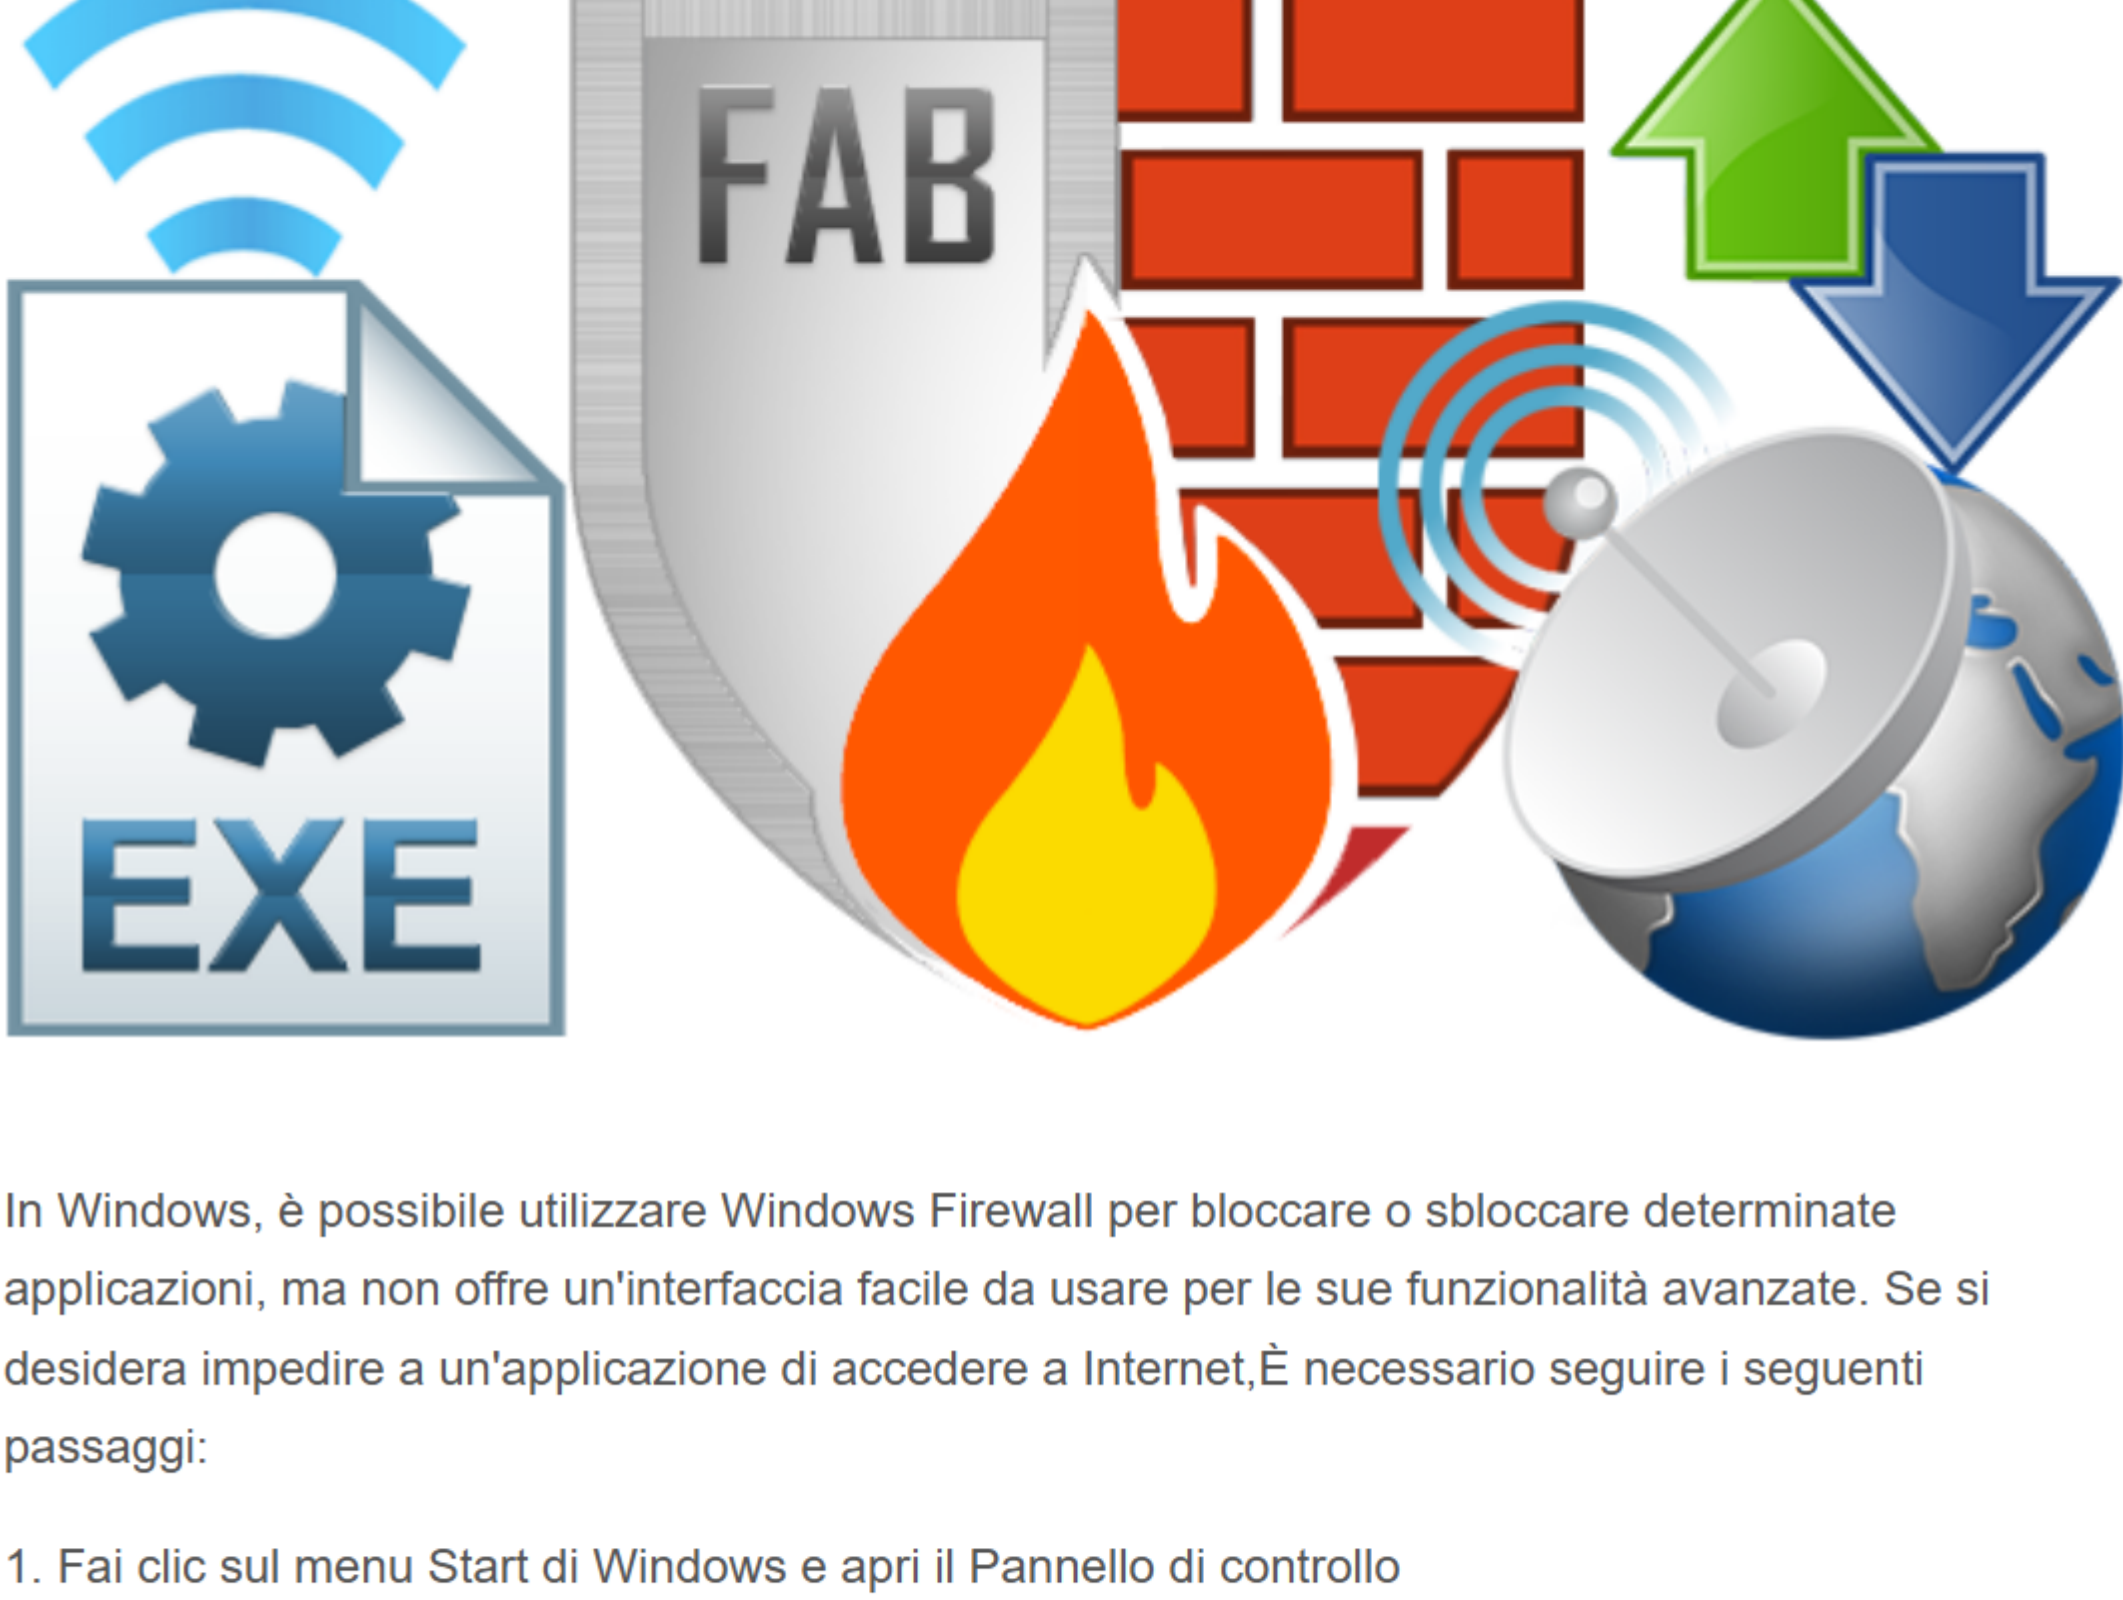 FAB
EXE
In Windows, è possibile utilizzare Windows Firewall per bloccare o sbloccare determinate
applicazioni, ma non offre un'interfaccia facile da usare per le sue funzionalità avanzate. Se si
desidera impedire a un'applicazione di accedere a Internet,È necessario seguire i seguenti
passaggi:
1. Fai clic sul menu Start di Windows e apri il Pannello di controllo